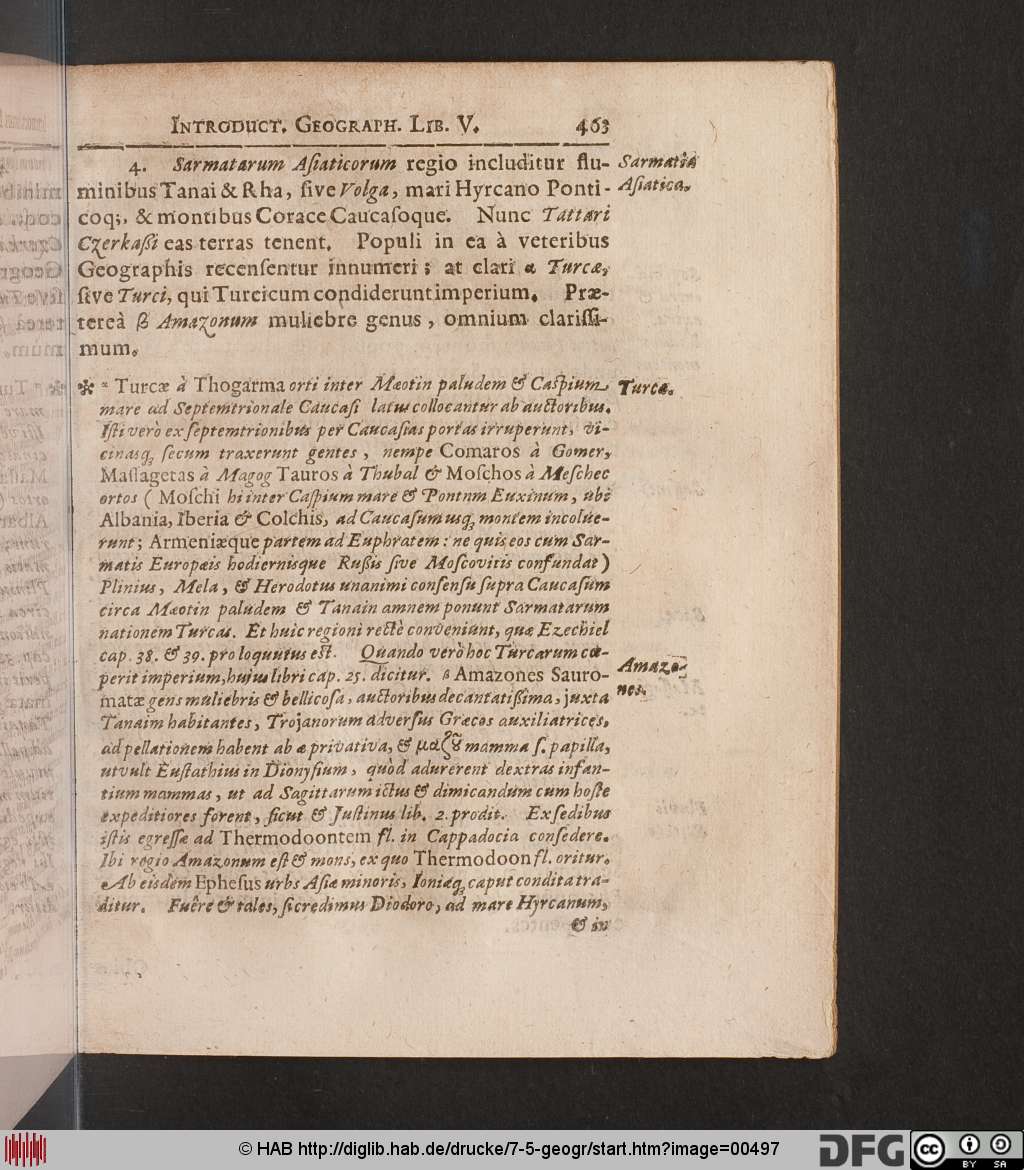 INTRODUCT. GEOGRAPH. LIB. V. 463
4. Sarmatarum Aſiaticorum regio includitur flu-
Sarmatia
minibus Tanai & Rha, ſive Volga, mari Hyrcano Ponti-
Aſiatica.
coq;, & montibus Corace Caucaſoque. Nunc Tattari
Czerkaßi eas terras tenent. Populi in ea à veteribus
Geographis recenſentur innumeri; at clari α Turcæ,
ſive Turci, qui Turcicum condiderunt imperium. Præ-
tereà β Amazonum muliebre genus, omnium clariſſi-
mum.
✻ α Turcæ à Thogarma orti inter Mæotin paludem & Caſpium
Turcæ.
mare ad Septemtrionale Caucaſi latus collocantur ab auctoribus.
Iſti verò ex ſeptemtrionibus per Caucaſias portas irruperunt, vi-
cinasq; ſecum traxerunt gentes, nempe Comaros à Gomer,
Maſſagetas à Magog Tauros à Thubal & Moſchos à Meſchec
ortos (Moſchi hi inter Caſpium mare & Pontnm Euxinum, ubi
Albania, Iberia & Colchis, ad Caucaſum usq; montem incolue-
runt; Armeniæque partem ad Euphratem: ne quis eos cum Sar-
matis Europæis hodiernisque Rußis ſive Moſcovitis confundat)
Plinius, Mela, & Herodotus unanimi conſenſu ſupra Caucaſum
circa Mæotin paludem & Tanain amnem ponunt Sarmatarum
nationem Turcas. Et huic regioni rectè conveniunt, quæ Ezechiel
cap. 38. & 39. proloquutus eſt. Quando verò hoc Turcarum cœ-
perit imperium, hujus libri cap. 25. dicitur. β Amazones Sauro-
Amazo-
nes.
matæ gens muliebris & bellicoſa, auctoribus decantatißima, juxta
Tanaim habitantes, Trojanorum adverſus Græcos auxiliatrices,
adpellationem habent ab α privativa, & μαζȣ͂ mamma ſ. papilla,
ut vult Euſtathius in Dionyſium, quòd adurerent dextras infan-
tium mammas, ut ad Sagittarum ictus & dimicandum cum hoſte
expeditiores forent, ſicut & Juſtinus lib. 2. prodit. Ex ſedibus
iſtis egreſſæ ad Thermodoontem fl. in Cappadocia conſedere.
Ibi regio Amazonum eſt & mons, ex quo Thermodoon fl. oritur.
Ab eisdem Epheſus urbs Aſiæ minoris, Ioniæq; caput condita tra-
ditur. Fuêre & tales, ſi credimus Diodoro, ad mare Hyrcanum,
& in
© HAB http://diglib.hab.de/drucke/7-5-geogr/start.htm?image=00497
DFG
cc
BY SA